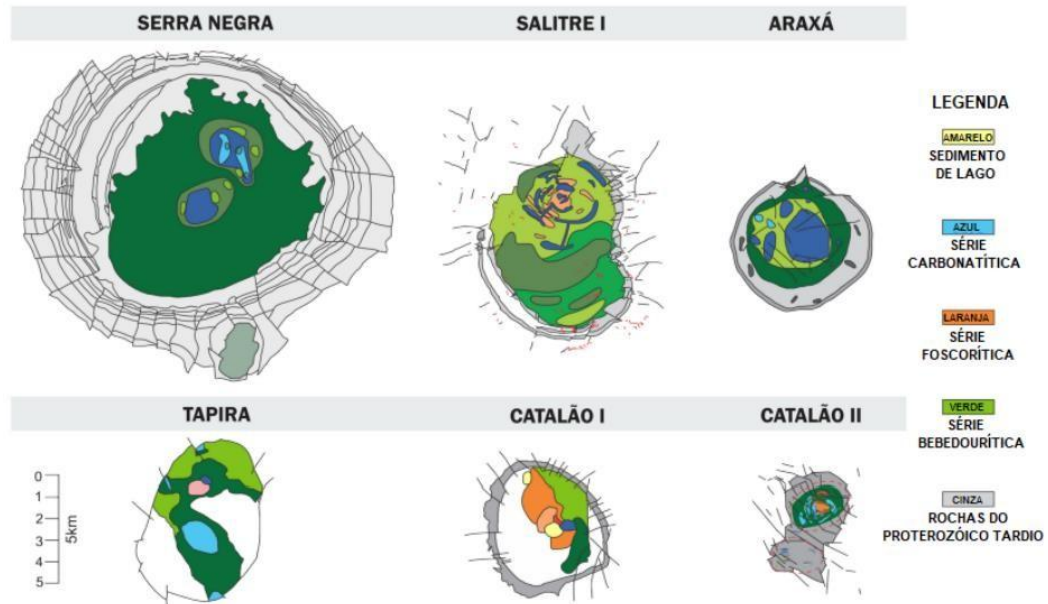 SERRA NEGRA
SALITRE I
ARAXÁ
LEGENDA
AMARELO
SEDIMENTO
DE LAGO
AZUL
SÉRIE
CARBONATÍTICA
LARANJA
SÉRIE
FOSCORÍTICA
VERDE
SÉRIE
BEBEDOURÍTICA
CINZA
ROCHAS DO
PROTEROZÓICO TARDIO
TAPIRA
CATALÃO I
CATALÃO II
0
1
2
3
4
5
5km